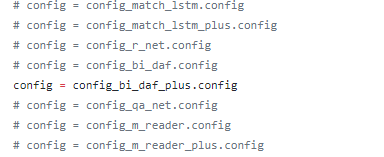 # config = config_match_lstm.config
# config = config_match_lstm_plus.config
# config = config_r_net.config
# config = config_bi_daf.config
config = config_bi_daf_plus.config
# config = config_qa_net.config
# config = config_m_reader.config
# config = config_m_reader_plus.config